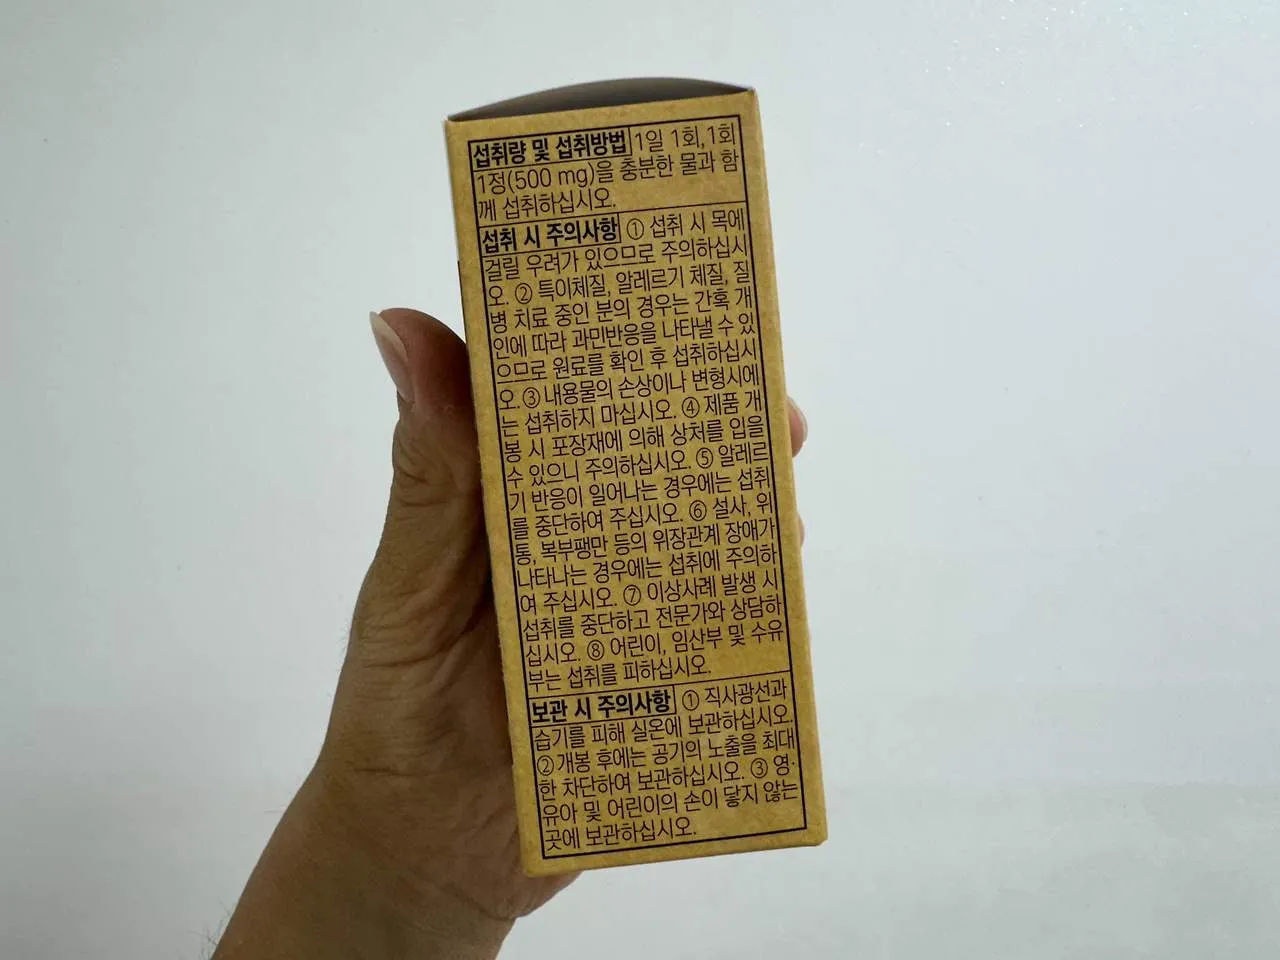 섭취량 및 섭취방법 1일 1회, 1회
1정(500 mg)을 충분한 물과 함
께 섭취하십시오.
섭취 시 주의사항 ① 섭취 시 목에
걸릴 우려가 있으므로 주의하십시
오. ② 특이체질, 알레르기 체질, 질
병 치료 중인 분의 경우는 간혹 개
인에 따라 과민반응을 나타낼 수 있
으므로 원료를 확인 후 섭취하십시
오. ③ 내용물의 손상이나 변형시에
는 섭취하지 마십시오. ④ 제품 개
봉 시 포장재에 의해 상처를 입을
수 있으니 주의하십시오. ⑤ 알레르
기 반응이 일어나는 경우에는 섭취
를 중단하여 주십시오. ⑥ 설사, 위
통, 복부팽만 등의 위장관계 장애가
나타나는 경우에는 섭취에 주의하
여 주십시오. ⑦ 이상사례 발생 시
섭취를 중단하고 전문가와 상담하
십시오. ⑧ 어린이, 임산부 및 수유
부는 섭취를 피하십시오.
보관 시 주의사항 ① 직사광선과
습기를 피해 실온에 보관하십시오.
② 개봉 후에는 공기의 노출을 최대
한 차단하여 보관하십시오. ③ 영·
유아 및 어린이의 손이 닿지 않는
곳에 보관하십시오.